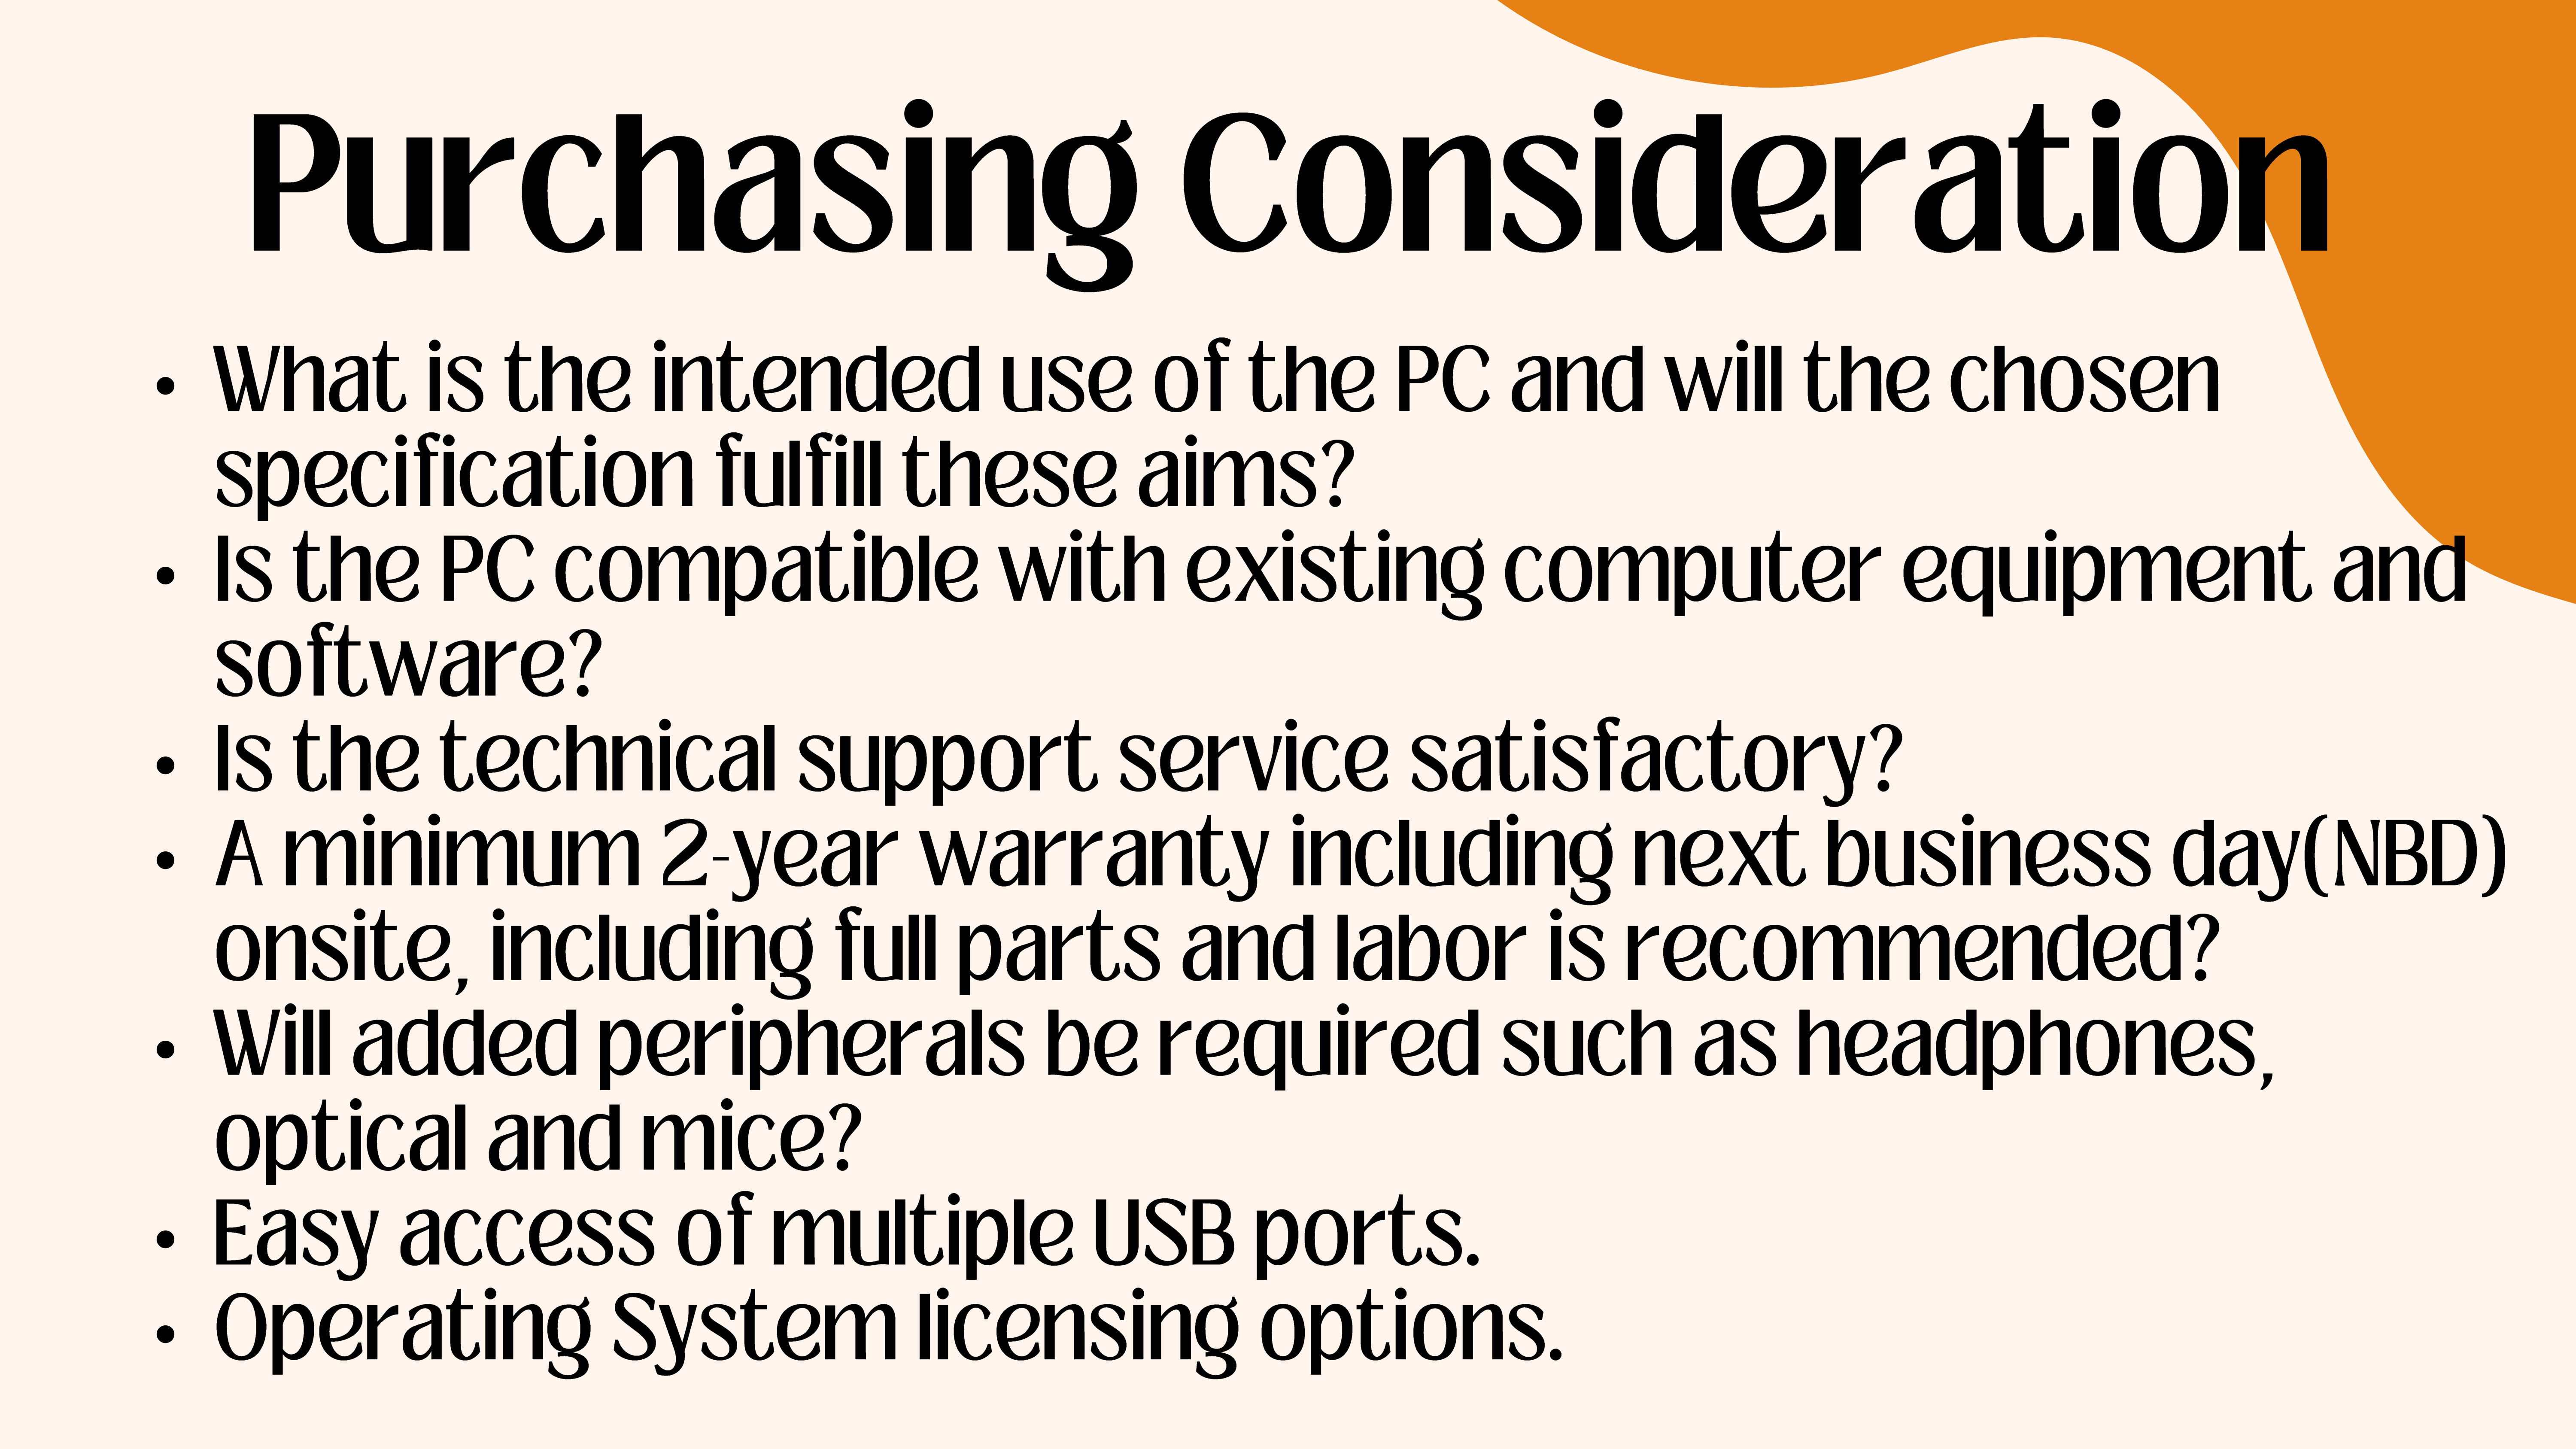 Purchasing Consideration
• What is the intended use of the PC and will the chosen
specification fulfill these aims?
• Is the PC compatible with existing computer equipment and
software?
• Is the technical support service satisfactory?
• A minimum 2-year warranty including next business day(NBD)
onsite, including full parts and labor is recommended?
• Will added peripherals be required such as headphones,
optical and mice?
• Easy access of multiple USB ports.
• Operating System licensing options.